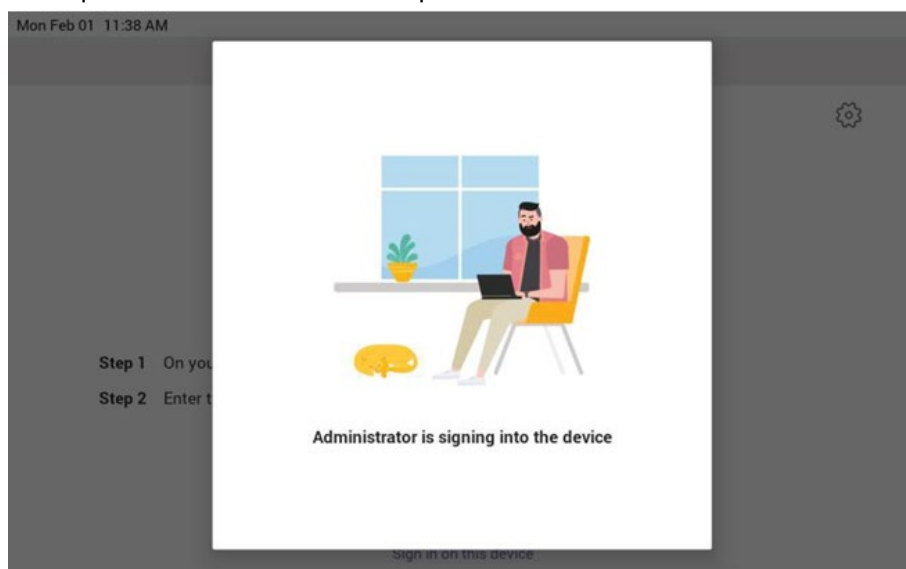 Mon Feb 01 11:38 AM
Step 1 On you
Step 2 Enter t
Administrator is signing into the device
Sign in on this device